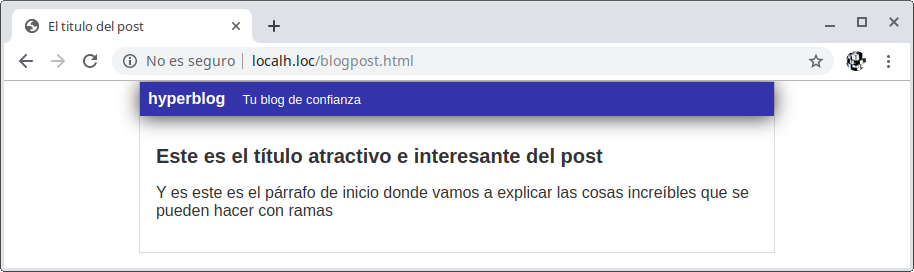 El titulo del post
No es seguro localh.loc/blogpost.html
hyperblog Tu blog de confianza
Este es el título atractivo e interesante del post
Y es este es el párrafo de inicio donde vamos a explicar las cosas increíbles que se
pueden hacer con ramas